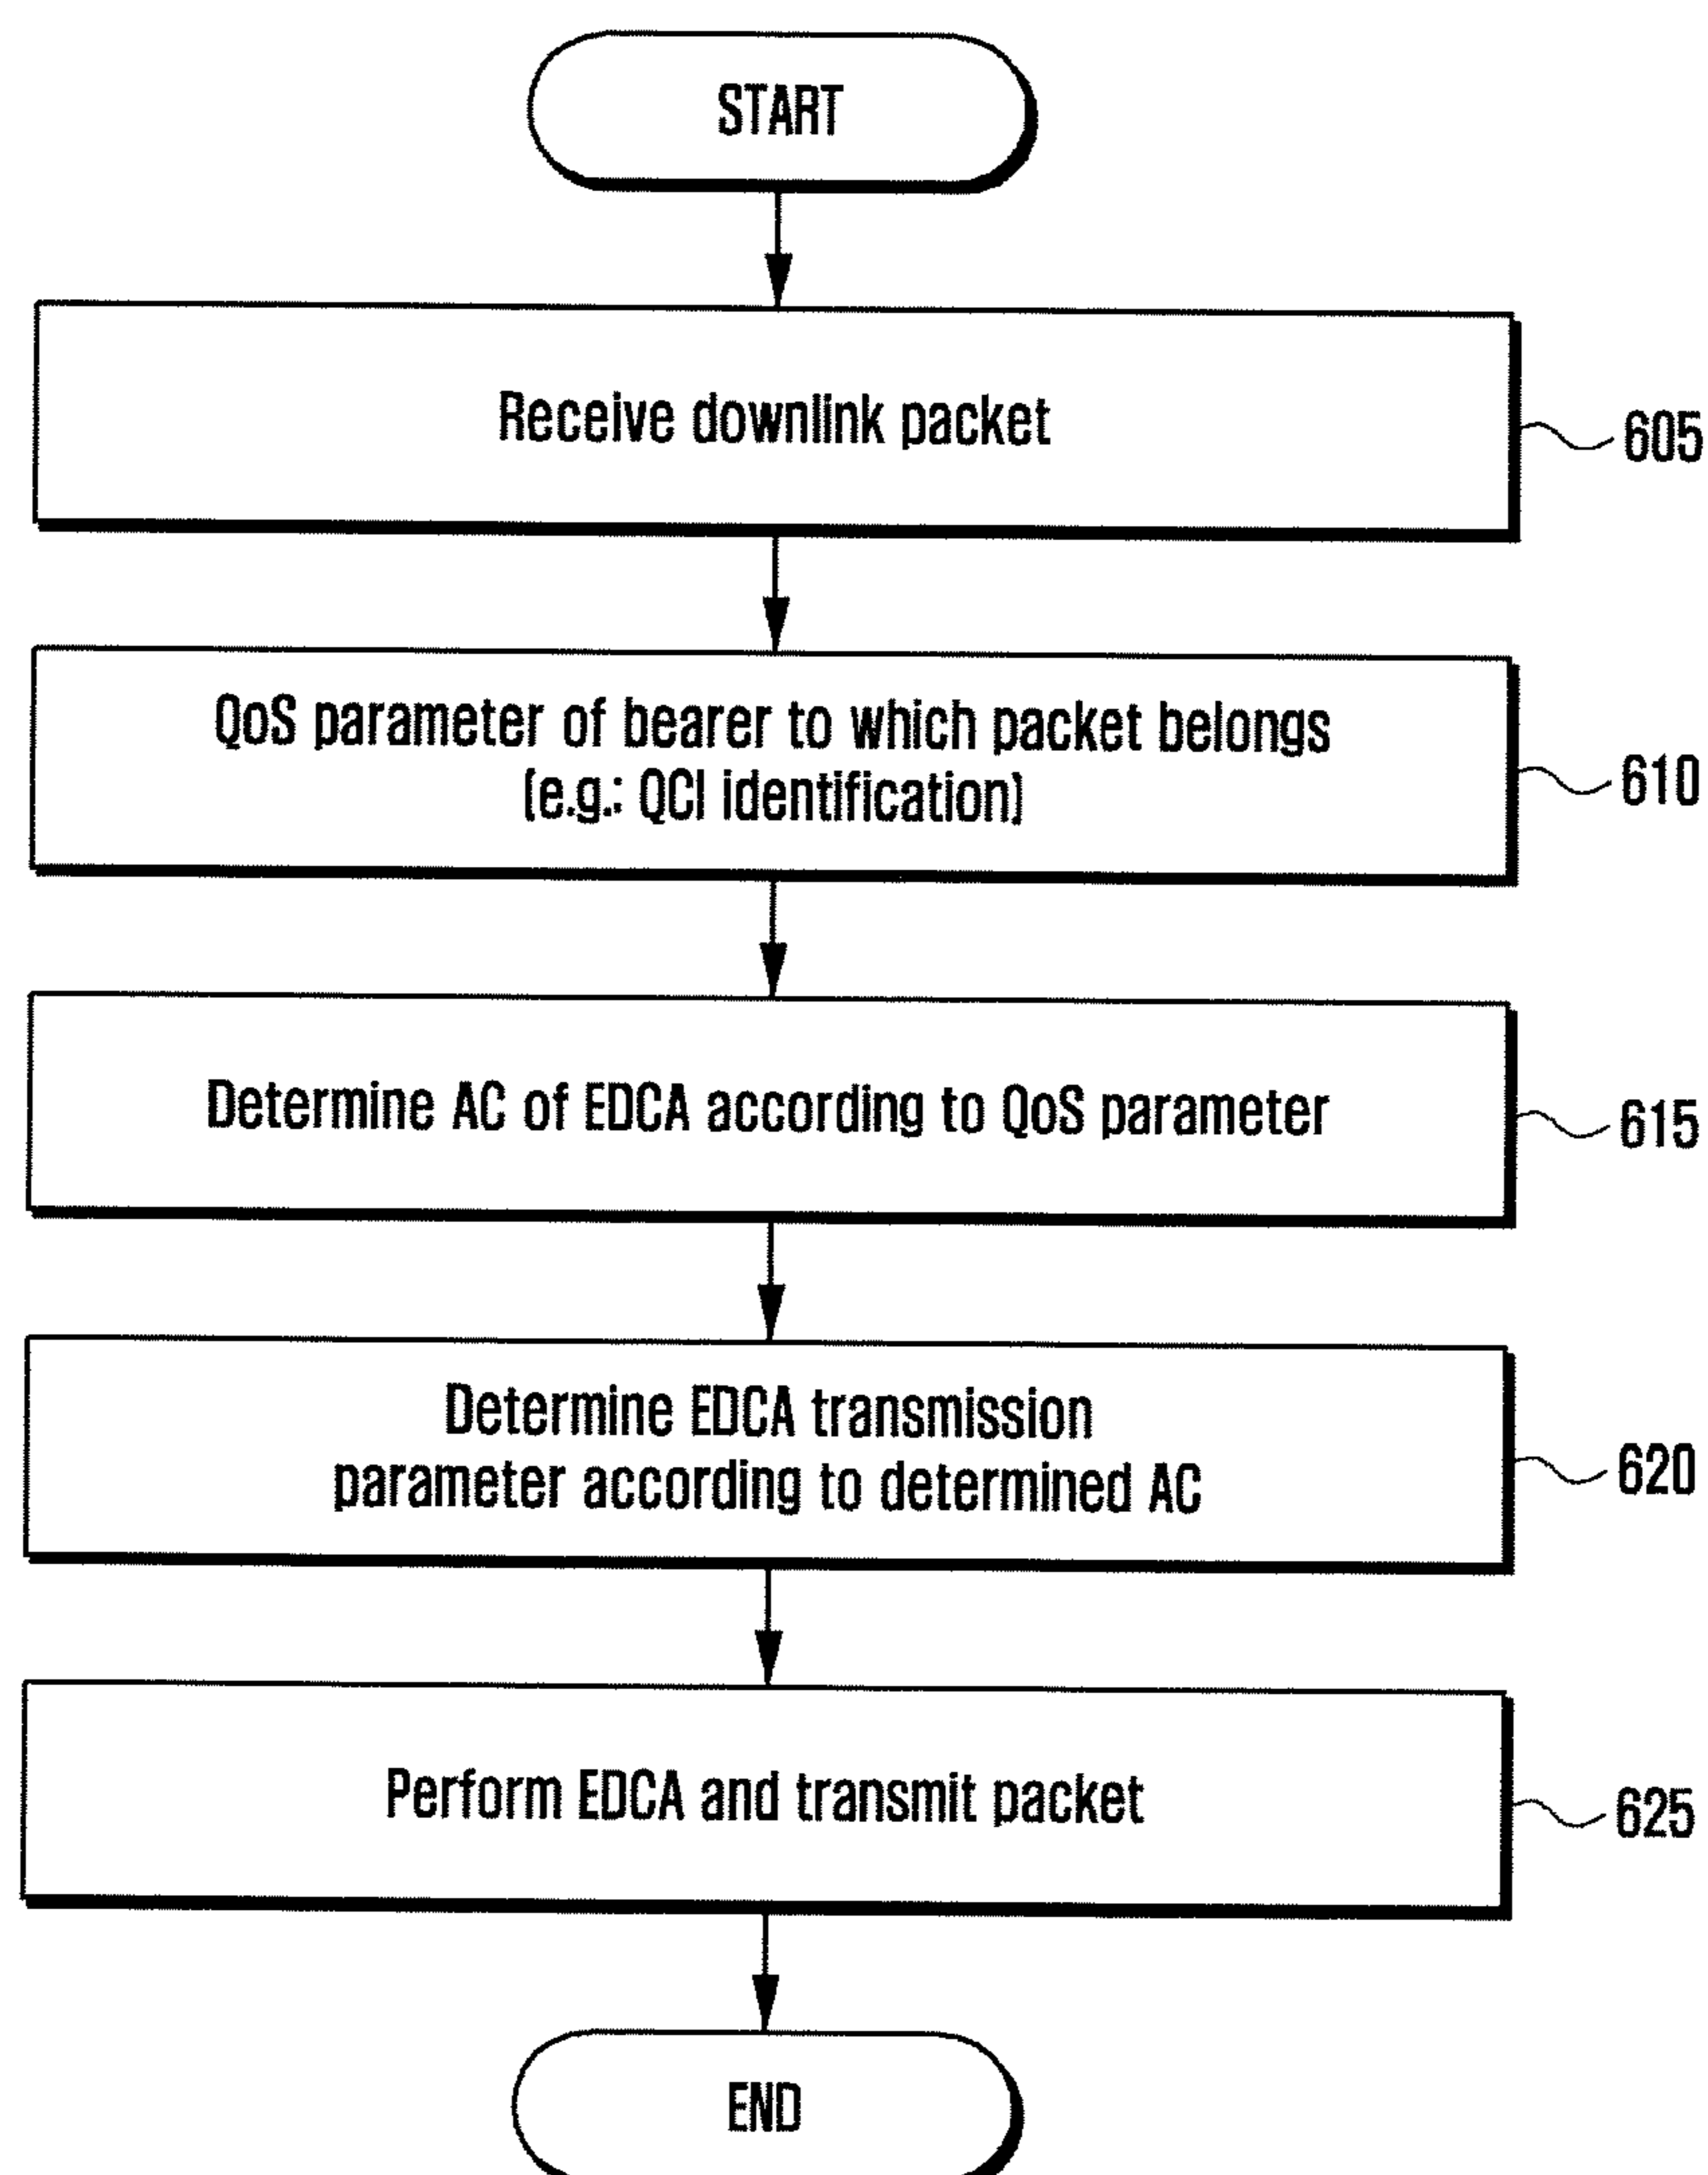 START
Receive downlink packet
605
QoS parameter of bearer to which packet belongs
(e.g.: QCI identification)
610
Determine AC of EDCA according to QoS parameter
615
Determine EDCA transmission
parameter according to determined AC
620
Perform EDCA and transmit packet
625
END